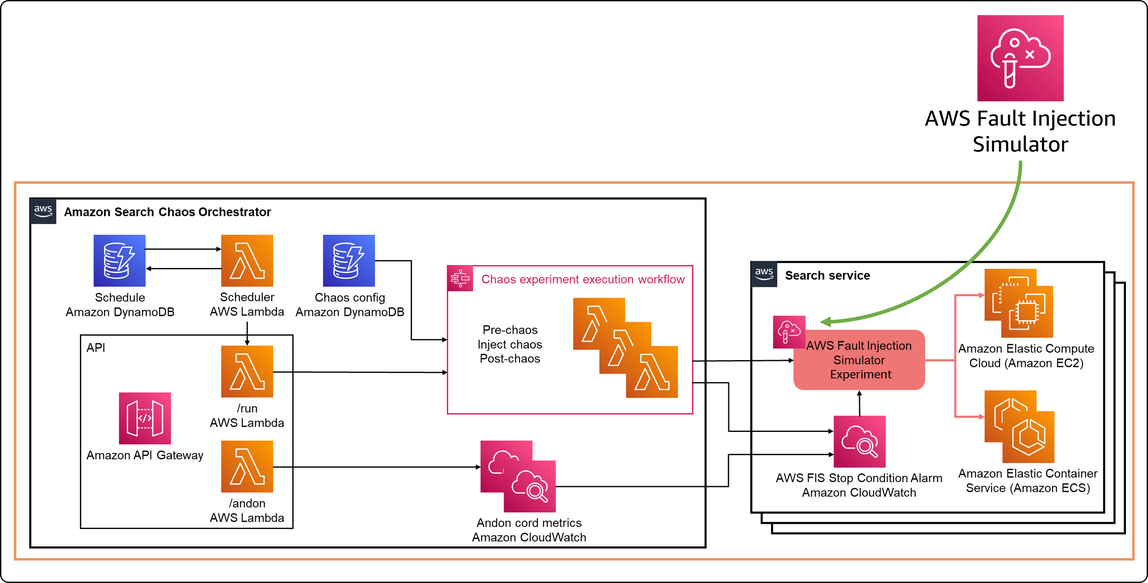 AWS Fault Injection
Simulator
aws
Amazon Search Chaos Orchestrator
Schedule
Amazon DynamoDB
Scheduler
AWS Lambda
Chaos config
Amazon DynamoDB
Chaos experiment execution workflow
Pre-chaos
Inject chaos
Post-chaos
API
/run
AWS Lambda
Amazon API Gateway
/andon
AWS Lambda
Andon cord metrics
Amazon CloudWatch
aws
Search service
AWS Fault Injection
Simulator
Experiment
Amazon Elastic Compute
Cloud (Amazon EC2)
AWS FIS Stop Condition Alarm
Amazon CloudWatch
Amazon Elastic Container
Service (Amazon ECS)